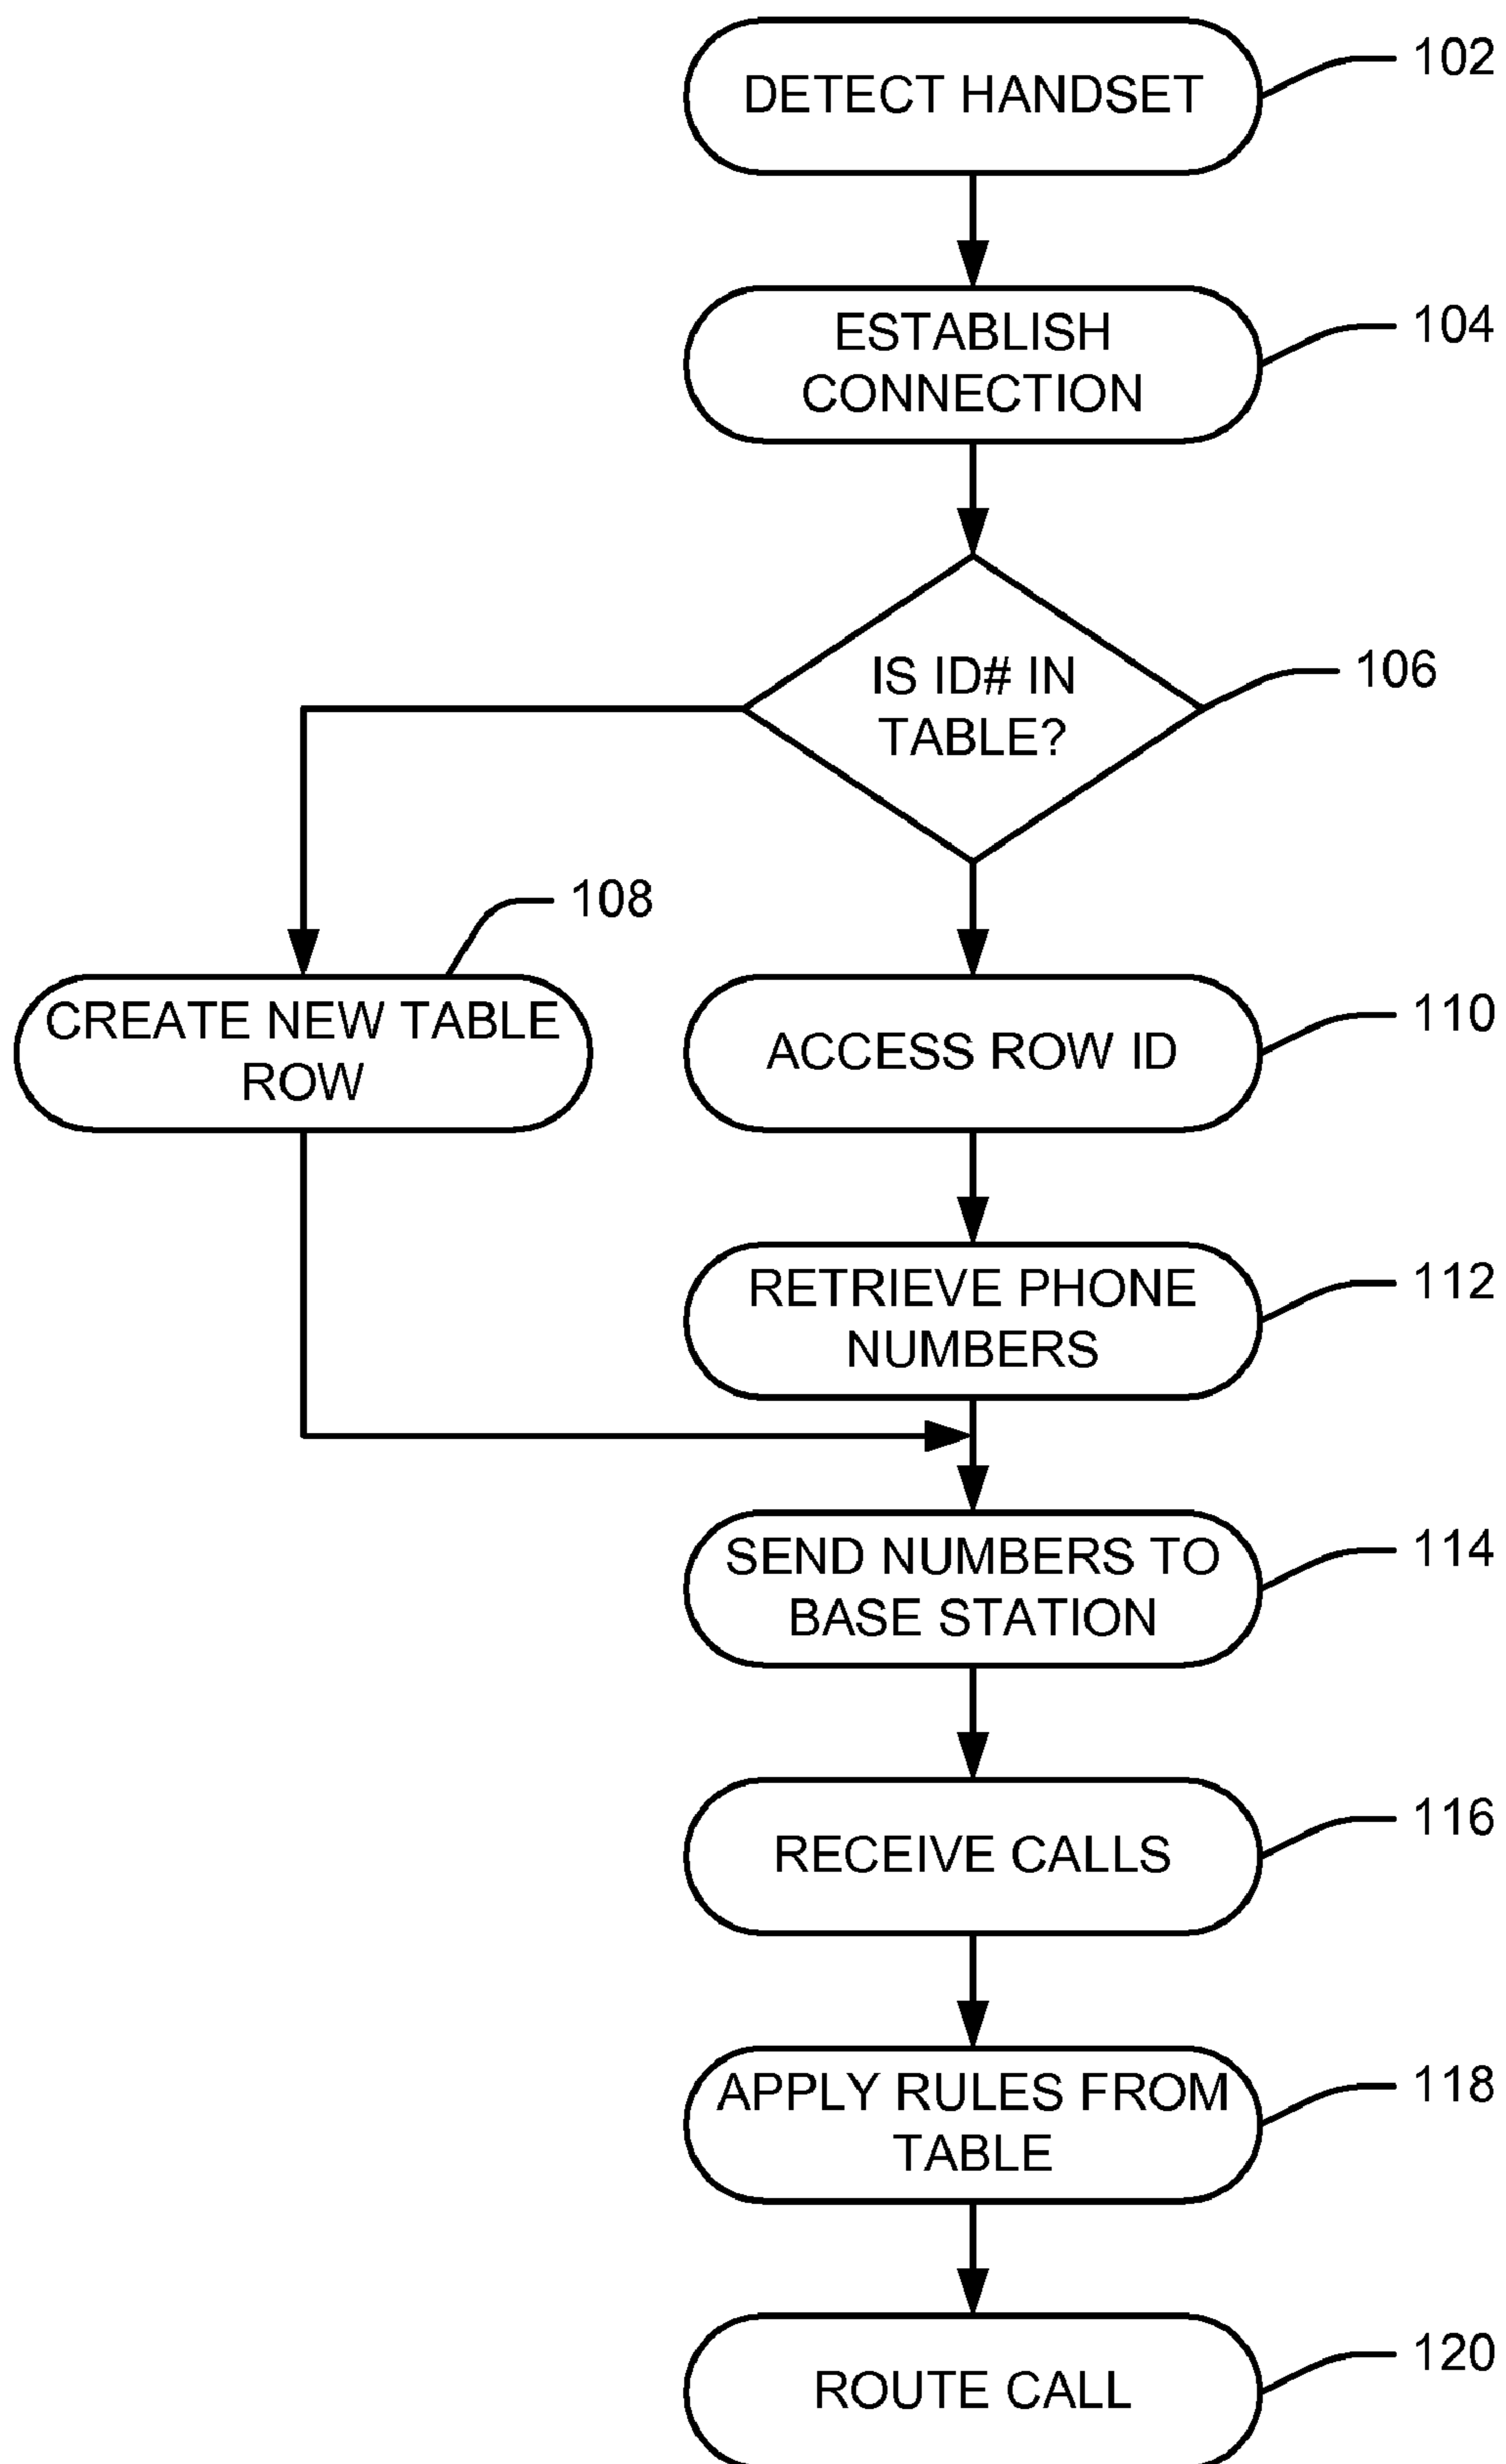 DETECT HANDSET
102
ESTABLISH
CONNECTION
104
IS ID# IN
TABLE?
106
108
CREATE NEW TABLE
ROW
ACCESS ROW ID
110
RETRIEVE PHONE
NUMBERS
112
SEND NUMBERS TO
BASE STATION
114
RECEIVE CALLS
116
APPLY RULES FROM
TABLE
118
ROUTE CALL
120